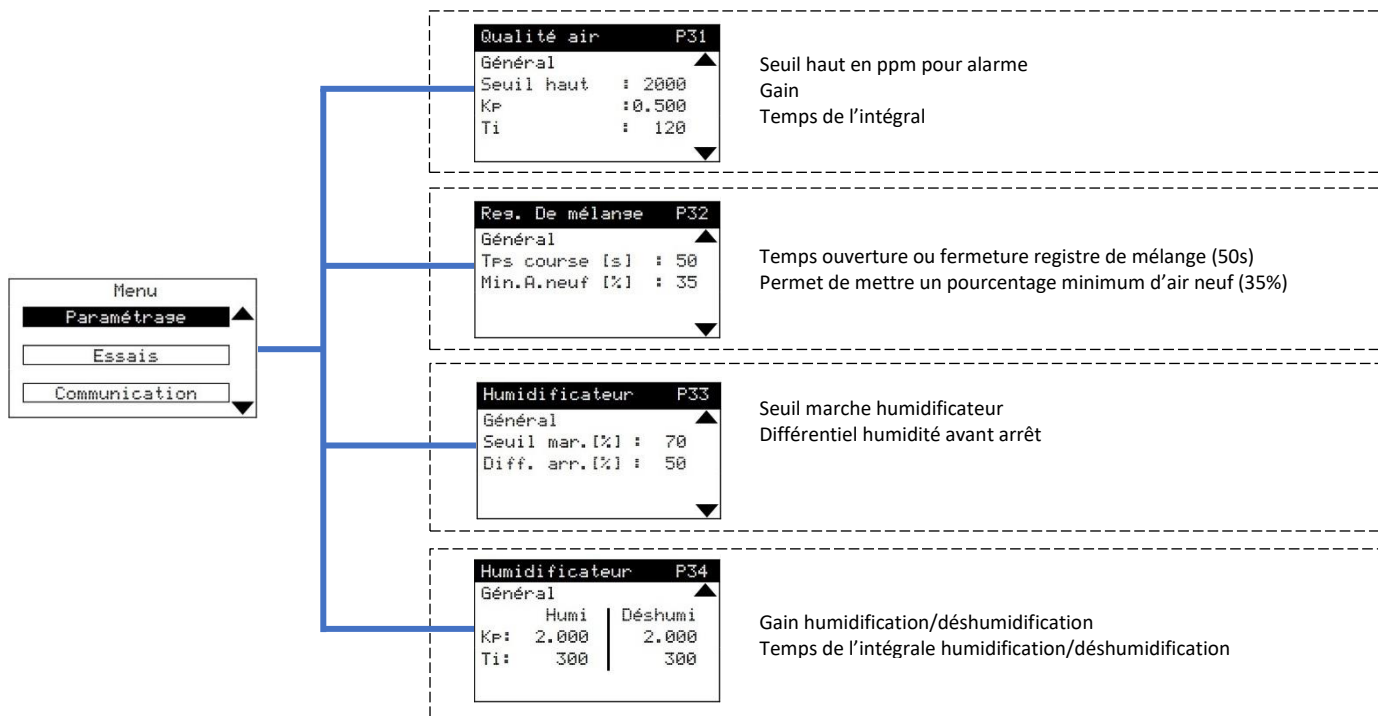 Menu
Paramétrage
Essais
Communication
Qualité air P31
Général
Seuil haut : 2000
Kp :0.500
Ti : 120
Seuil haut en ppm pour alarme
Gain
Temps de l’intégral
Reg. De mélange P32
Général
Tps course [s] : 50
Min.A.neuf [%] : 35
Temps ouverture ou fermeture registre de mélange (50s)
Permet de mettre un pourcentage minimum d’air neuf (35%)
Humidificateur P33
Général
Seuil mar.[%] : 70
Diff. arr.[%] : 50
Seuil marche humidificateur
Différentiel humidité avant arrêt
Humidificateur P34
Général
Humi Déshumi
Kp: 2.000 2.000
Ti: 300 300
Gain humidification/déshumidification
Temps de l’intégrale humidification/déshumidification